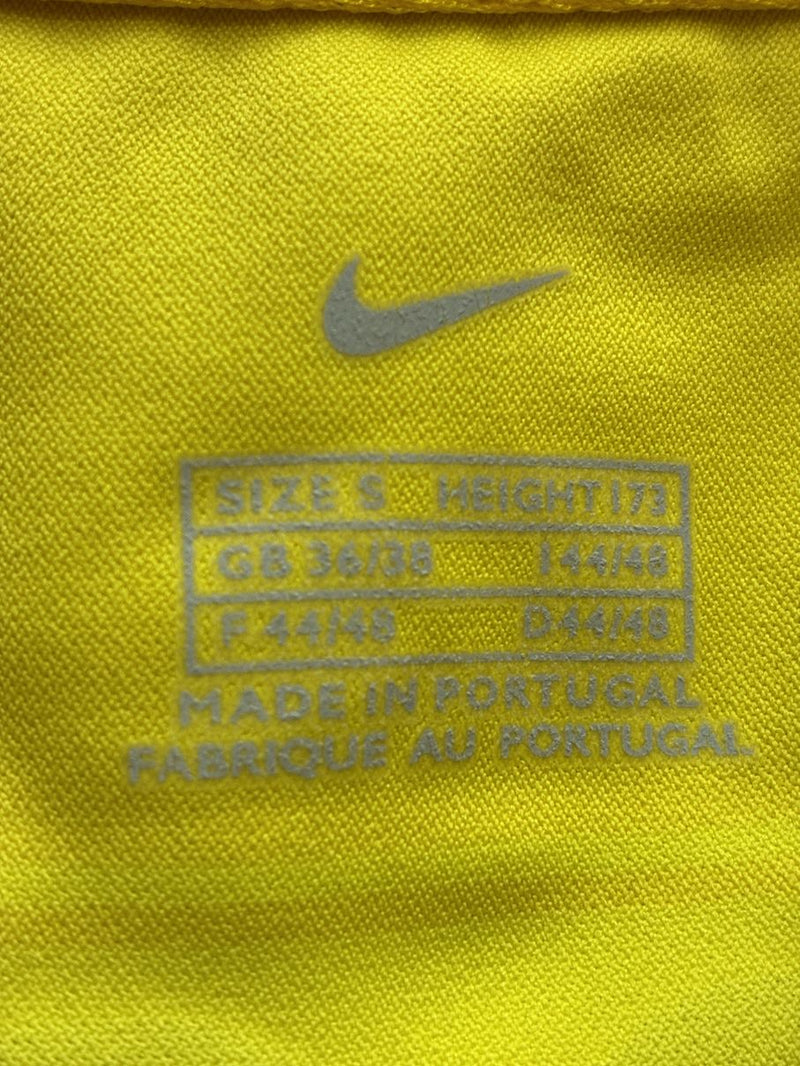 SIZE S HEIGHT 173
GB 36/38 I 44/48
F 44/48 D 44/48
MADE IN PORTUGAL
FABRIQUE AU PORTUGAL